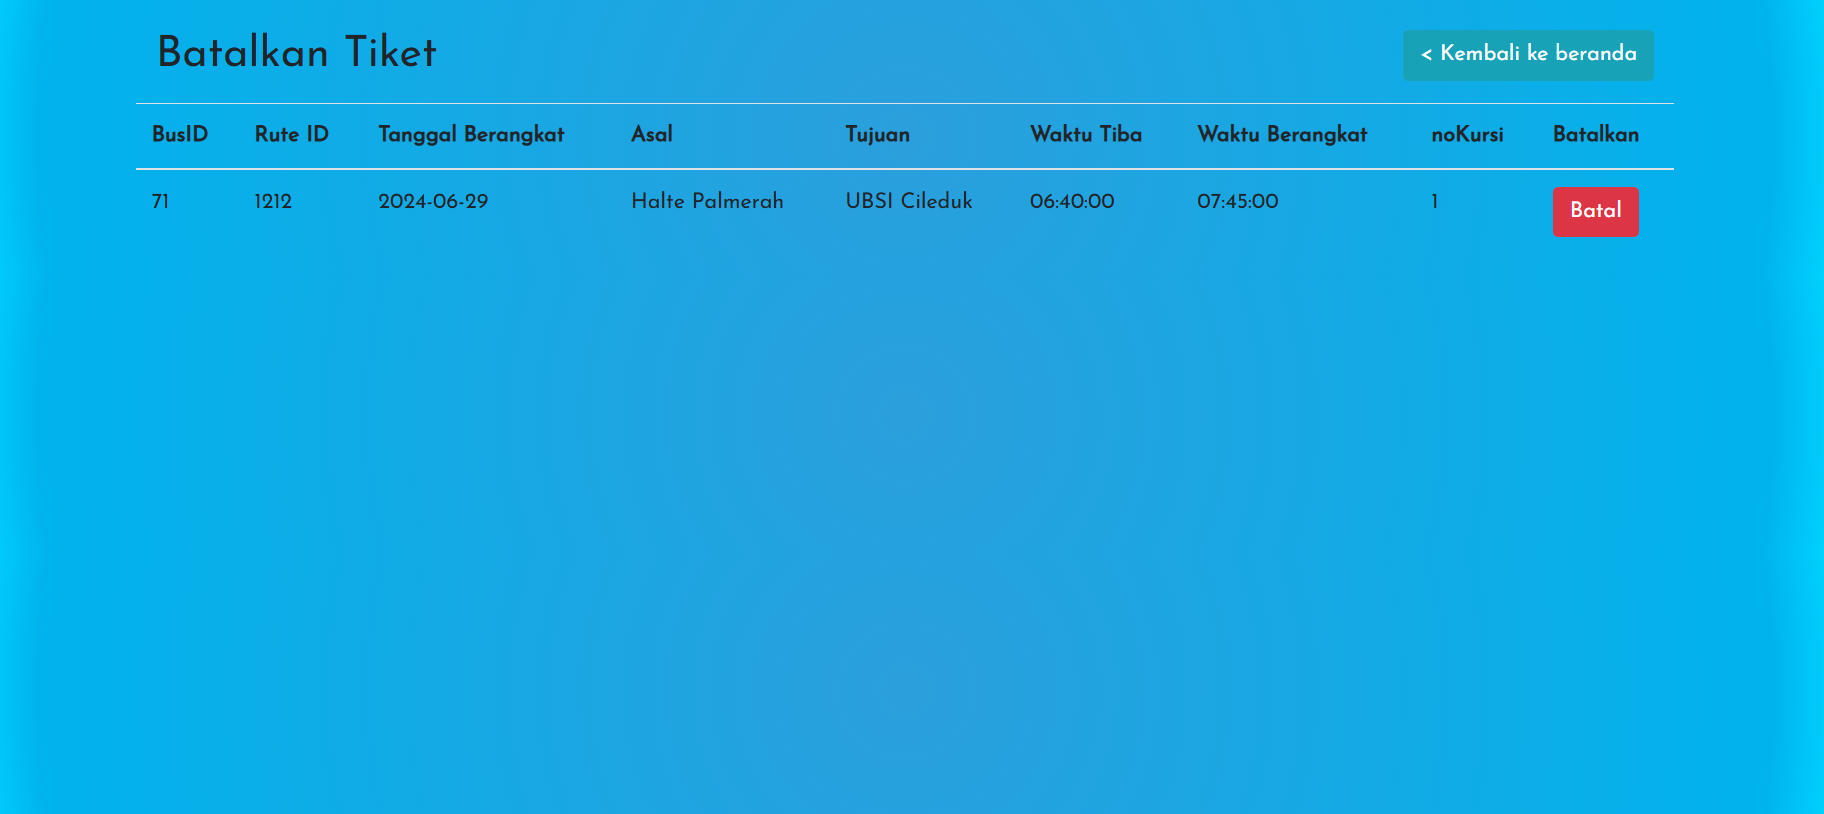 Batalkan Tiket
< Kembali ke beranda
BusID Rute ID Tanggal Berangkat Asal Tujuan Waktu Tiba Waktu Berangkat noKursi Batalkan
71 1212 2024-06-29 Halte Palmerah UBSI Cileduk 06:40:00 07:45:00 1 Batal